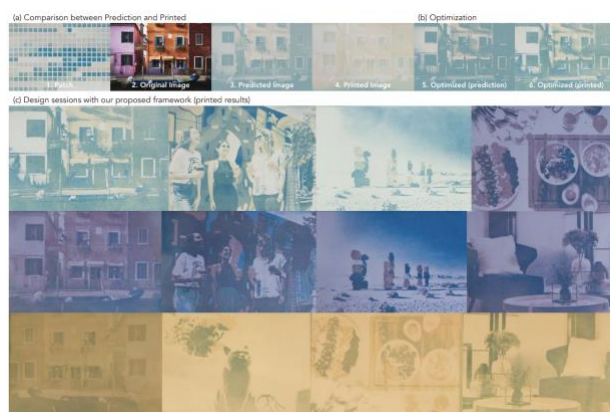 (a) Comparison between Prediction and Printed
(b) Optimization
1. Patch
2. Original Image
3. Predicted Image
4. Printed Image
5. Optimized (prediction)
6. Optimized (printed)
(c) Design sessions with our proposed framework (printed results)